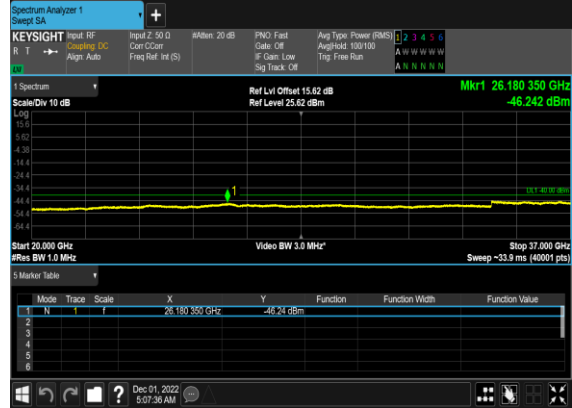 Spectrum Analyzer 1
Swept SA
+
KEYSIGHT
R T
LXI
Input: RF
Coupling: DC
Align: Auto
Input Z: 50 Ω
Corr CCorr
Freq Ref: Int (S)
#Atten: 20 dB
PNO: Fast
Gate: Off
IF Gain: Low
Sig Track: Off
Avg Type: Power (RMS)
Avg|Hold: 100/100
Trig: Free Run
1 2 3 4 5 6
A W W W W W
A N N N N N
1 Spectrum
Scale/Div 10 dB
Ref Lvl Offset 15.62 dB
Ref Level 25.62 dBm
Mkr1 26.180 350 GHz
-46.242 dBm
Log
15.6
5.62
-4.38
-14.4
-24.4
-34.4
-44.4
-54.4
-64.4
1
DL1 -40.00 dBm
Start 20.000 GHz
#Res BW 1.0 MHz
Video BW 3.0 MHz*
Stop 37.000 GHz
Sweep ~33.9 ms (40001 pts)
5 Marker Table
Mode Trace Scale X Y Function Function Width Function Value
1 N 1 f 26.180 350 GHz -46.24 dBm
2
3
4
5
6
?
Dec 01, 2022
5:07:36 AM